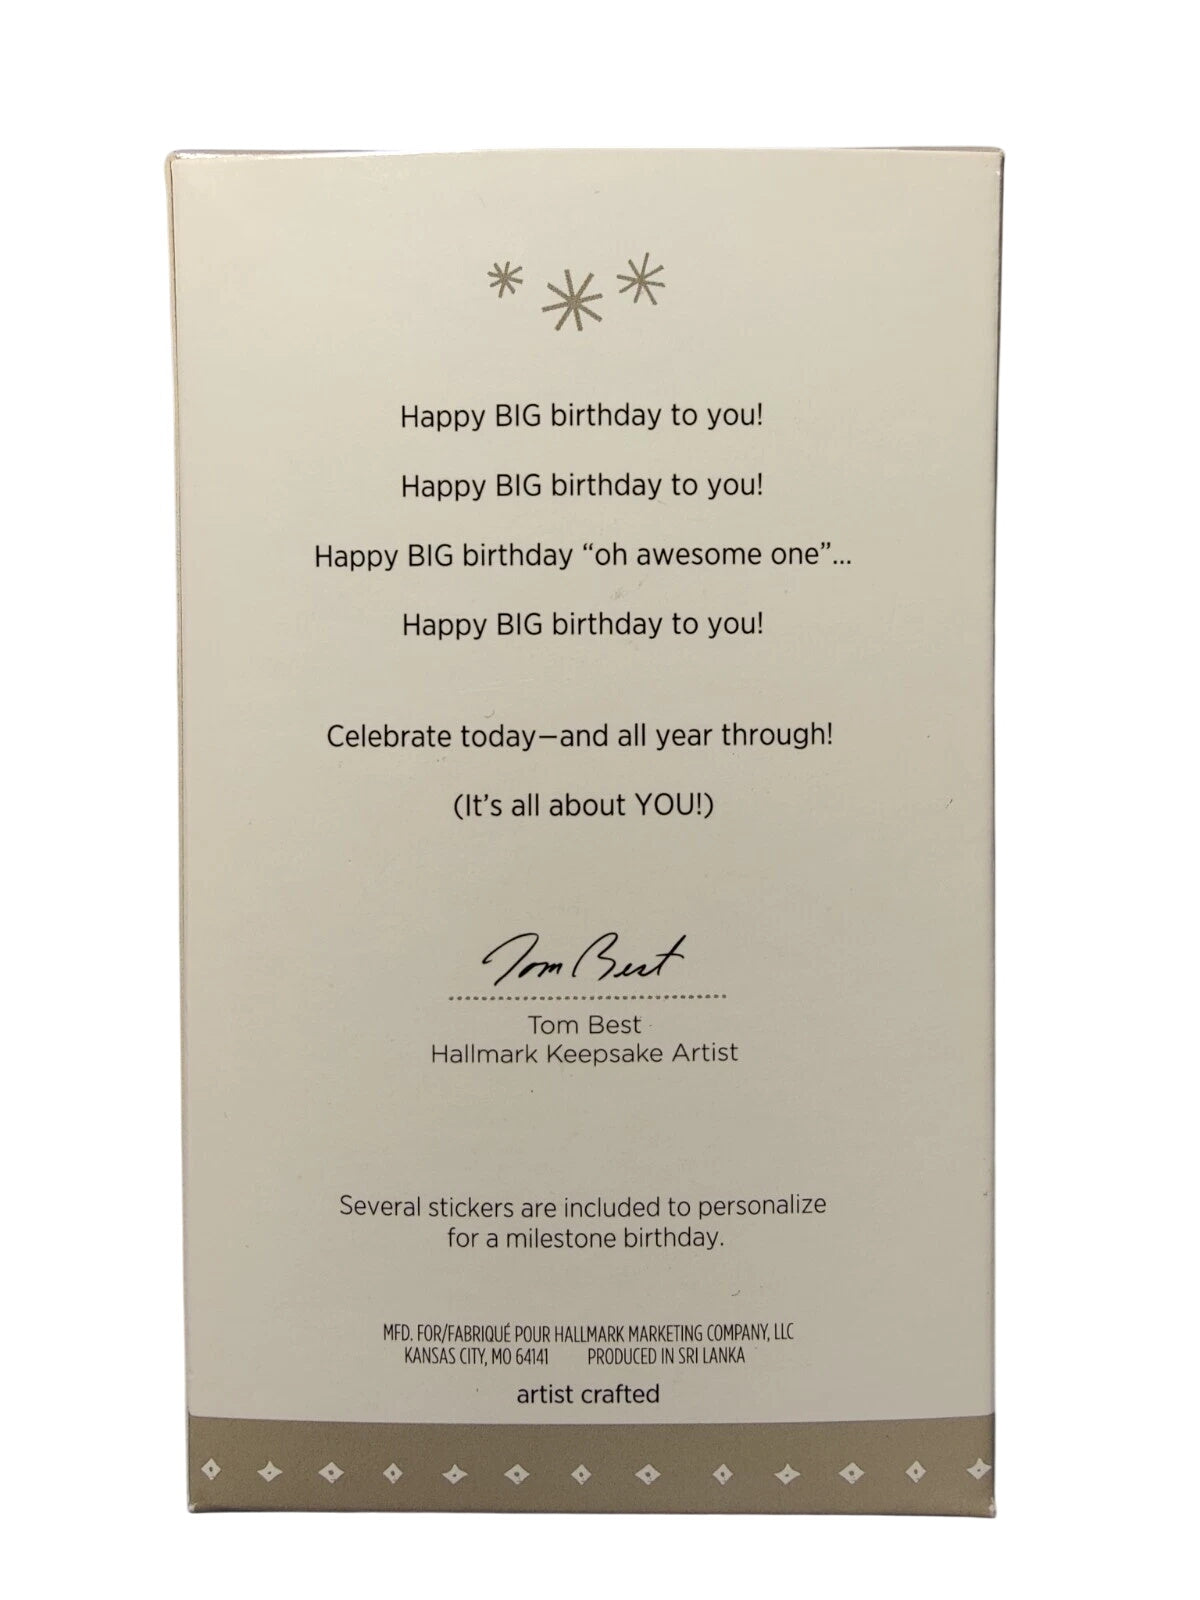 Happy BIG birthday to you!
Happy BIG birthday to you!
Happy BIG birthday “oh awesome one”...
Happy BIG birthday to you!
Celebrate today—and all year through!
(It’s all about YOU!)
Tom Best
Tom Best
Hallmark Keepsake Artist
Several stickers are included to personalize
for a milestone birthday.
MFD. FOR/FABRIQUÉ POUR HALLMARK MARKETING COMPANY, LLC
KANSAS CITY, MO 64141 PRODUCED IN SRI LANKA
artist crafted